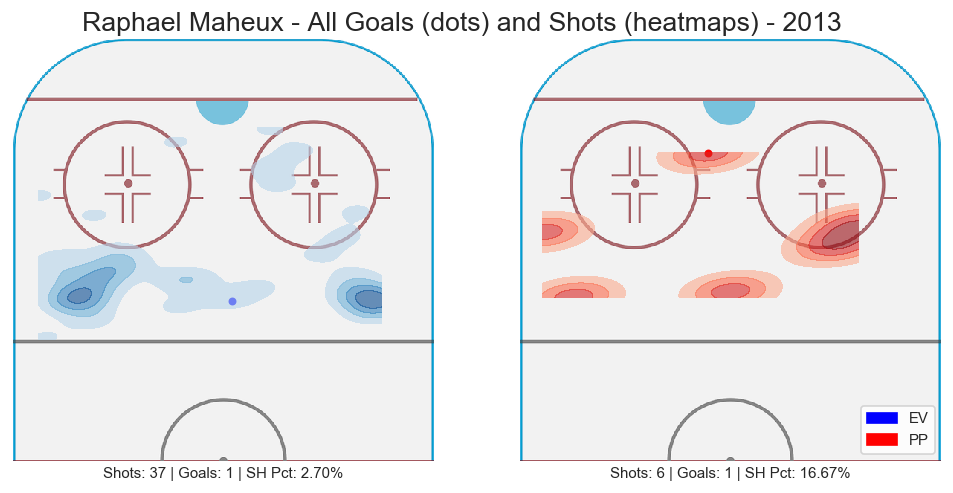 Raphael Maheux - All Goals (dots) and Shots (heatmaps) - 2013
EV
PP
Shots: 37 | Goals: 1 | SH Pct: 2.70%
Shots: 6 | Goals: 1 | SH Pct: 16.67%